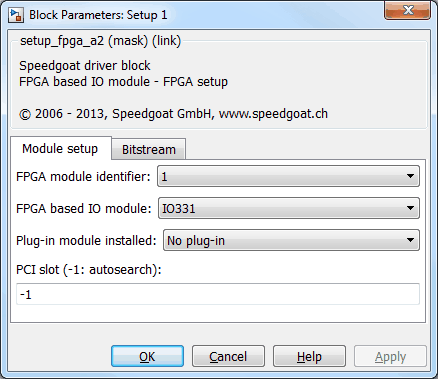 Block Parameters: Setup 1
setup_fpga_a2 (mask) (link)
Speedgoat driver block
FPGA based IO module - FPGA setup
© 2006 - 2013, Speedgoat GmbH, www.speedgoat.ch
Module setup Bitstream
FPGA module identifier: 1
FPGA based IO module: IO331
Plug-in module installed: No plug-in
PCI slot (-1: autosearch):
-1
OK Cancel Help Apply